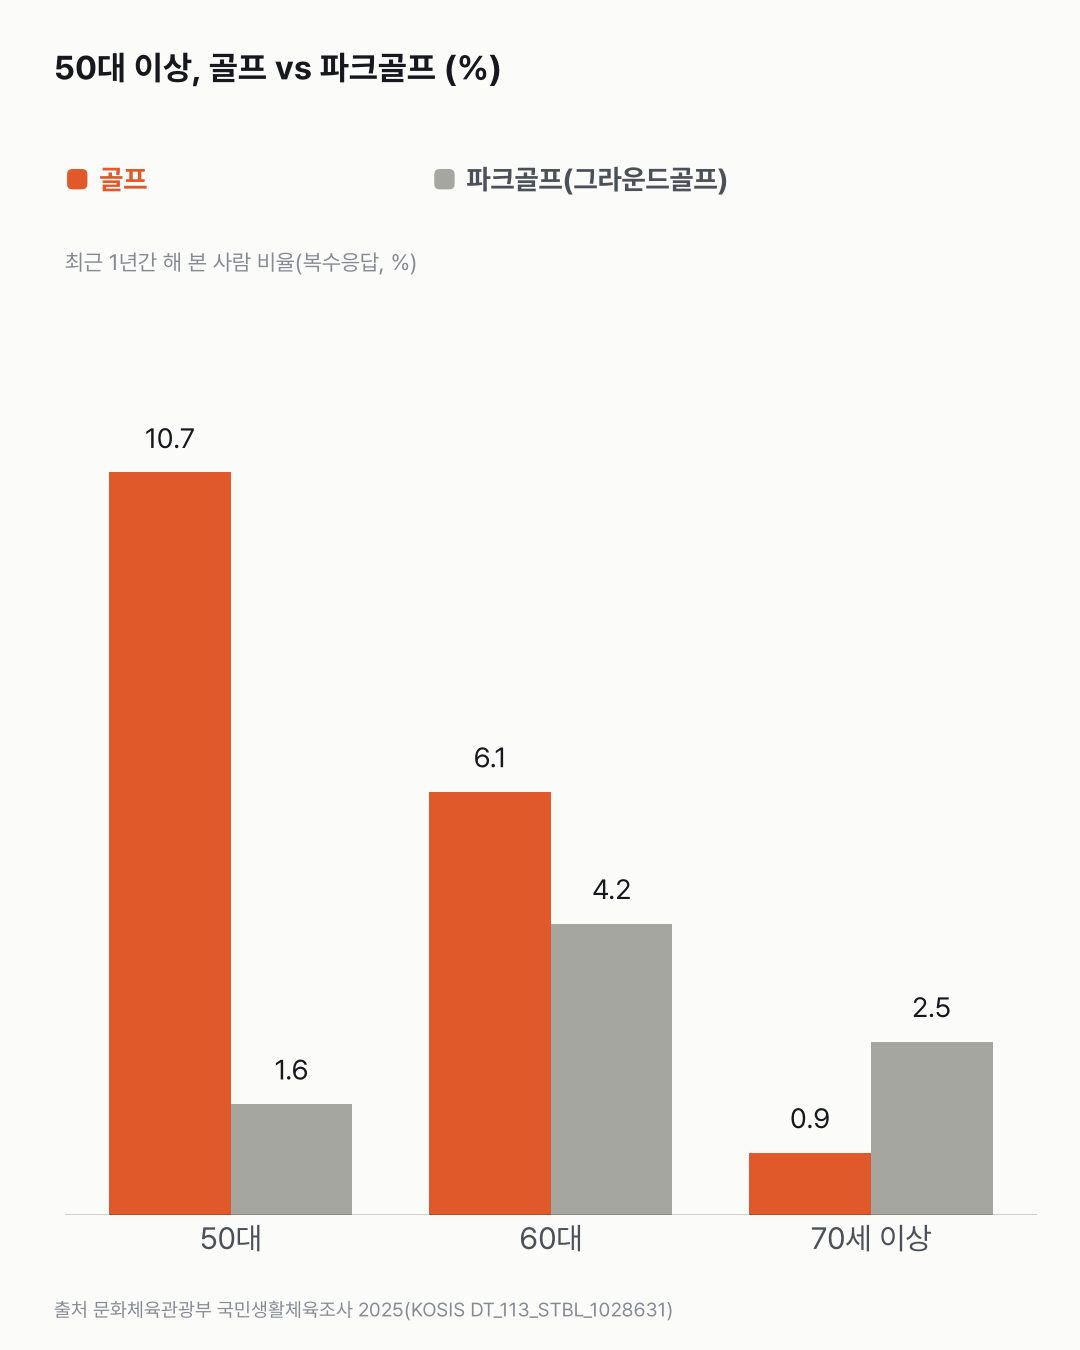 50대 이상, 골프 vs 파크골프 (%)
골프
파크골프(그라운드골프)
최근 1년간 해 본 사람 비율(복수응답, %)
10.7
1.6
6.1
4.2
0.9
2.5
50대
60대
70세 이상
출처 문화체육관광부 국민생활체육조사 2025(KOSIS DT_113_STBL_1028631)